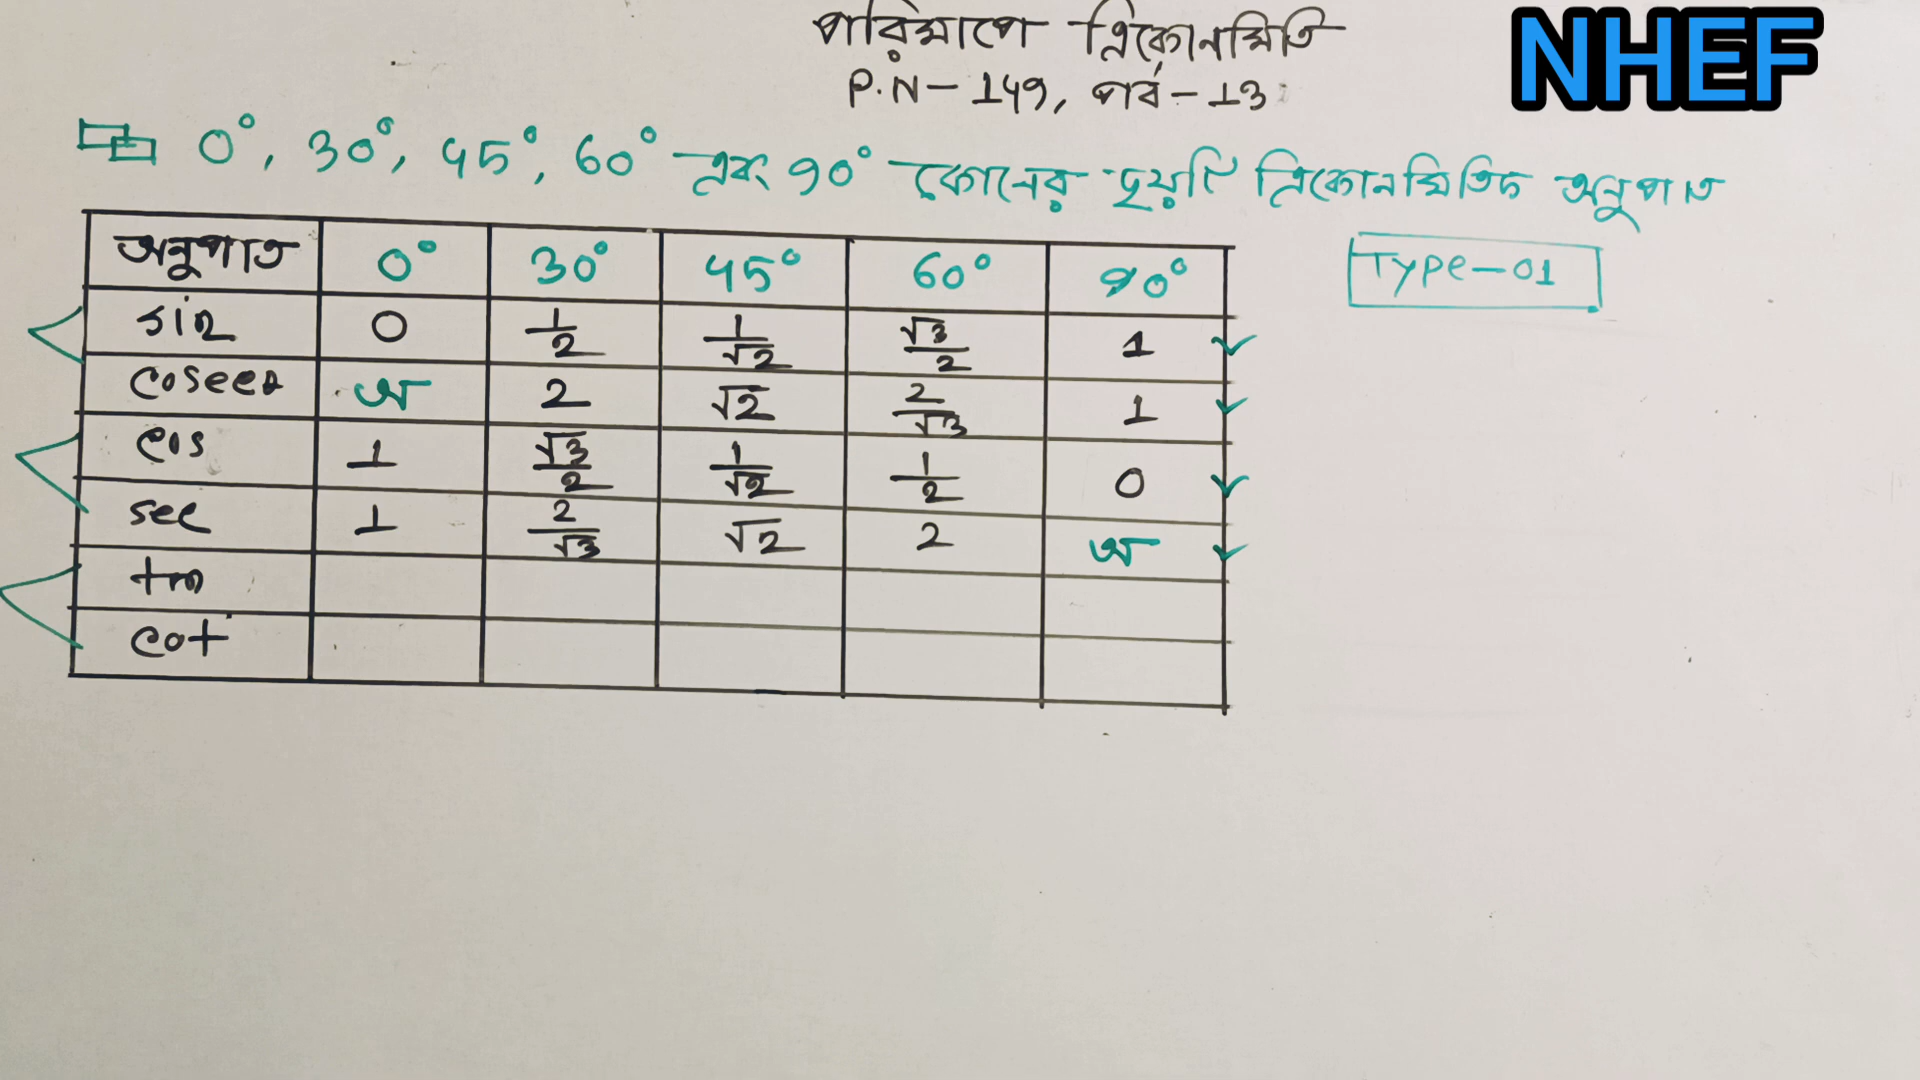 পরিমাপে ত্রিকোনমিতি
NHEF
P.N - 149, পর্ব - 13
0°, 30°, 45°, 60° এবং 90° কোনের ছয়টি ত্রিকোনমিতিক অনুপাত
Type-01
অনুপাত 0° 30° 45° 60° 90°
sin 0 1/2 1/√2 √3/2 1
cosec অ 2 √2 2/√3 1
cos 1 √3/2 1/√2 1/2 0
sec 1 2/√3 √2 2 অ
tan
cot